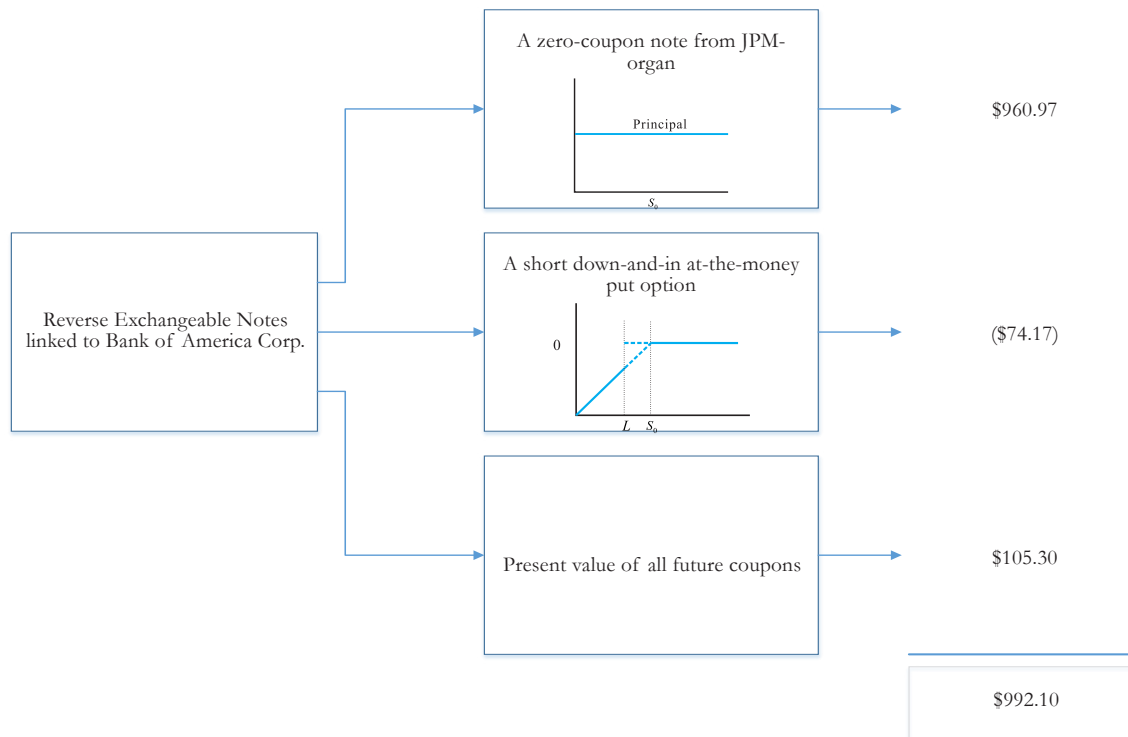 A zero-coupon note from JPM-
organ
Principal
S₀
$960.97
Reverse Exchangeable Notes
linked to Bank of America Corp.
A short down-and-in at-the-money
put option
0
L S₀
($74.17)
Present value of all future coupons
$105.30
$992.10